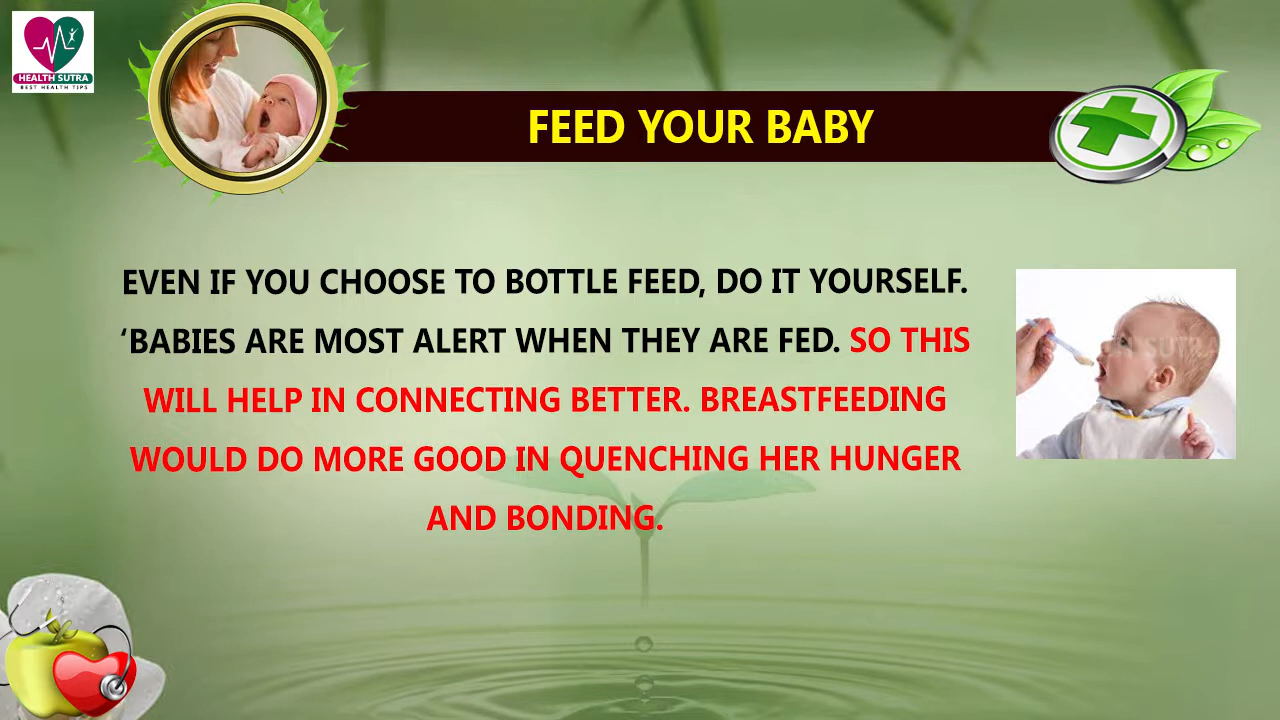 HEALTH SUTRA
BEST HEALTH TIPS
FEED YOUR BABY
EVEN IF YOU CHOOSE TO BOTTLE FEED, DO IT YOURSELF.
‘BABIES ARE MOST ALERT WHEN THEY ARE FED. SO THIS
WILL HELP IN CONNECTING BETTER. BREASTFEEDING
WOULD DO MORE GOOD IN QUENCHING HER HUNGER
AND BONDING.